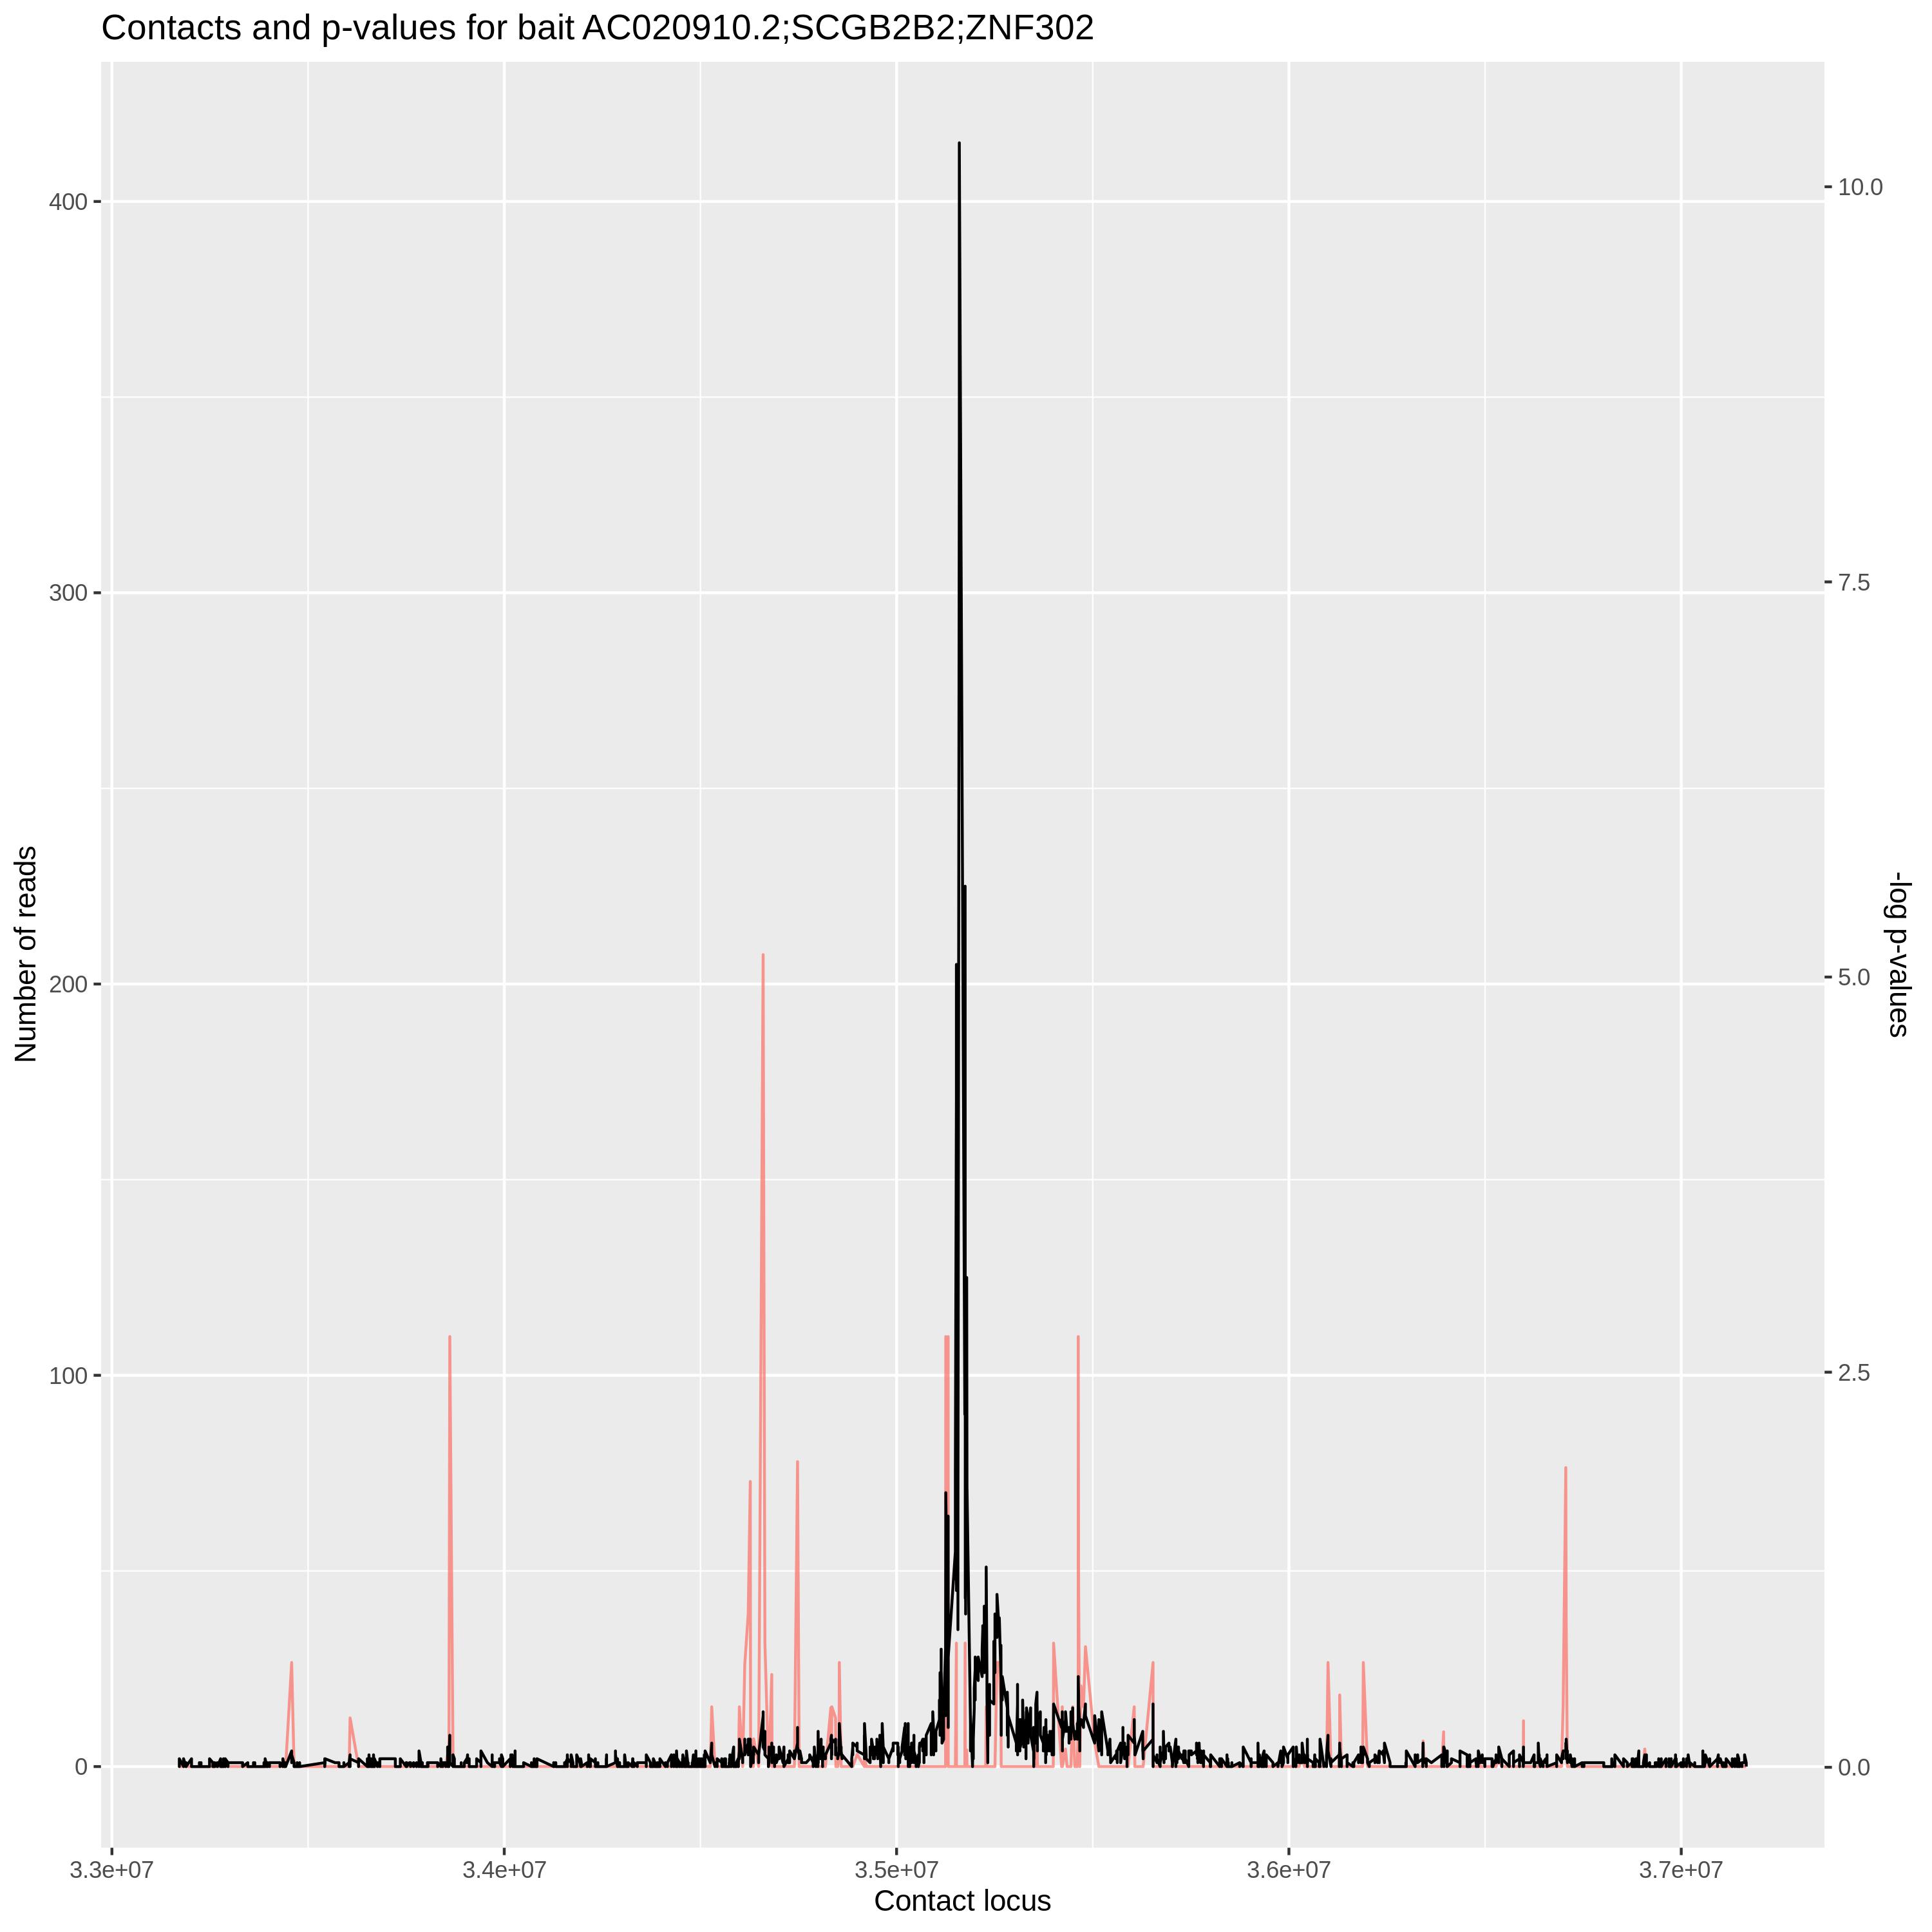 Contacts and p-values for bait AC020910.2;SCGB2B2;ZNF302
400
300
200
100
0
Number of reads
10.0
7.5
5.0
2.5
0.0
-log p-values
3.3e+07
3.4e+07
3.5e+07
3.6e+07
3.7e+07
Contact locus